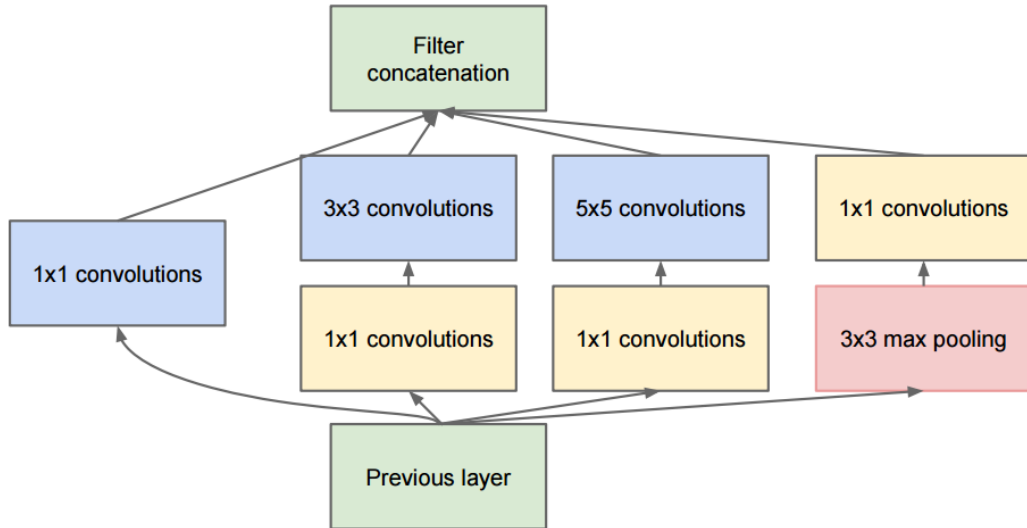 Filter
concatenation
3x3 convolutions
5x5 convolutions
1x1 convolutions
1x1 convolutions
1x1 convolutions
1x1 convolutions
3x3 max pooling
Previous layer